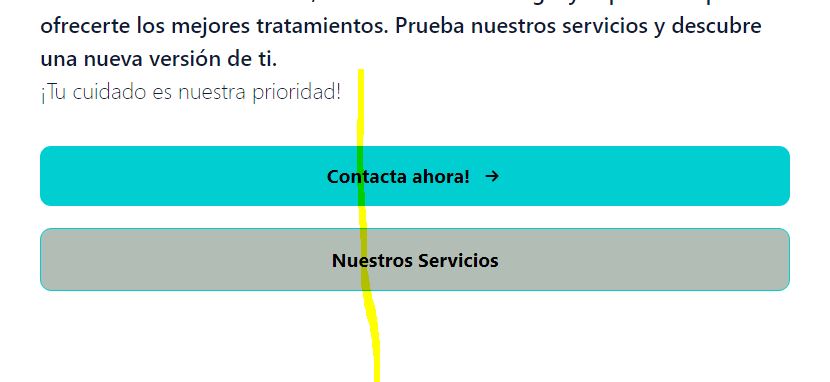 ofrecerte los mejores tratamientos. Prueba nuestros servicios y descubre
una nueva versión de ti.
¡Tu cuidado es nuestra prioridad!
Contacta ahora! →
Nuestros Servicios